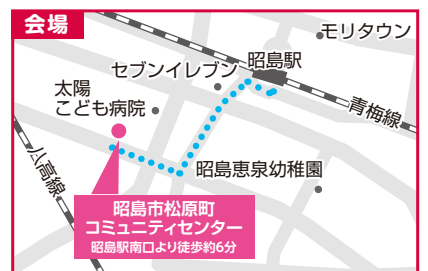 会場
モリタウン
昭島駅
セブンイレブン
太陽
こども病院
青梅線
八高線
昭島恵泉幼稚園
昭島市松原町
コミュニティセンター
昭島駅南口より徒歩約6分